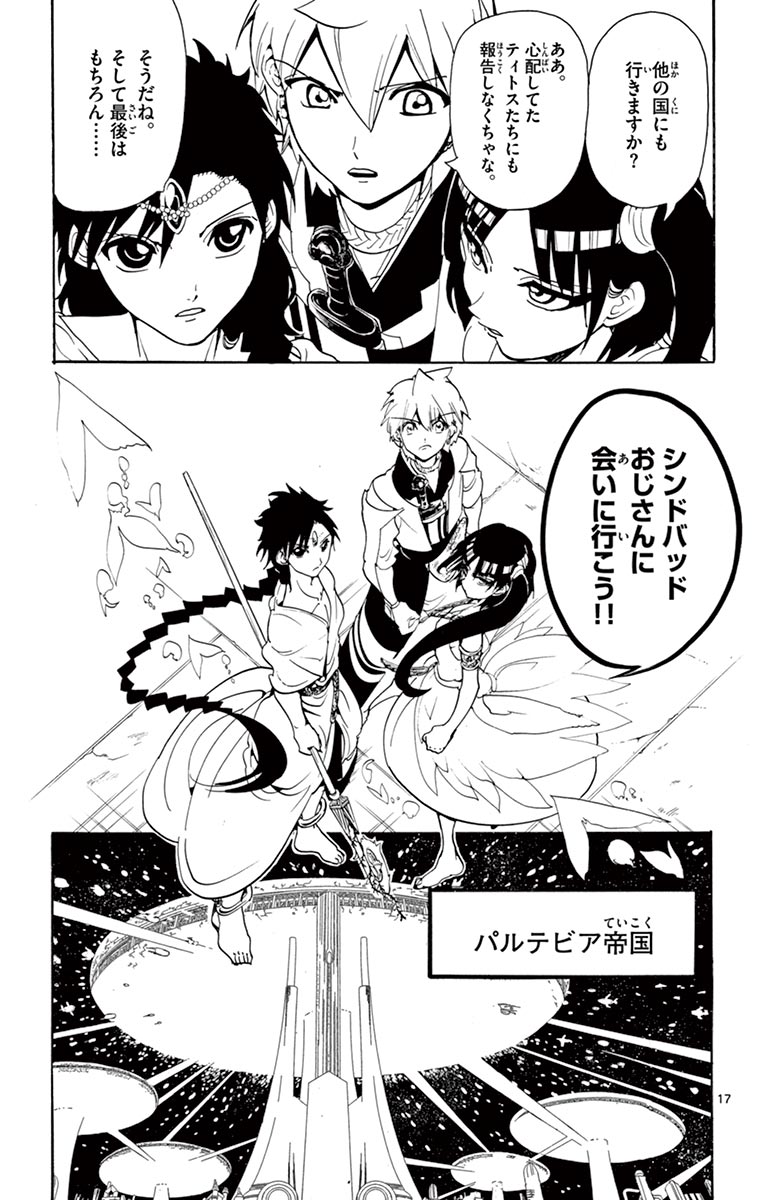 他の国にも
行きますか?
ああ。
心配してた
ティトスたちにも
報告しなくちゃな。
そうだね。
そして最後は
もちろん……
シンドバッド
おじさんに
会いに行こう!!
パルテビア帝国
17